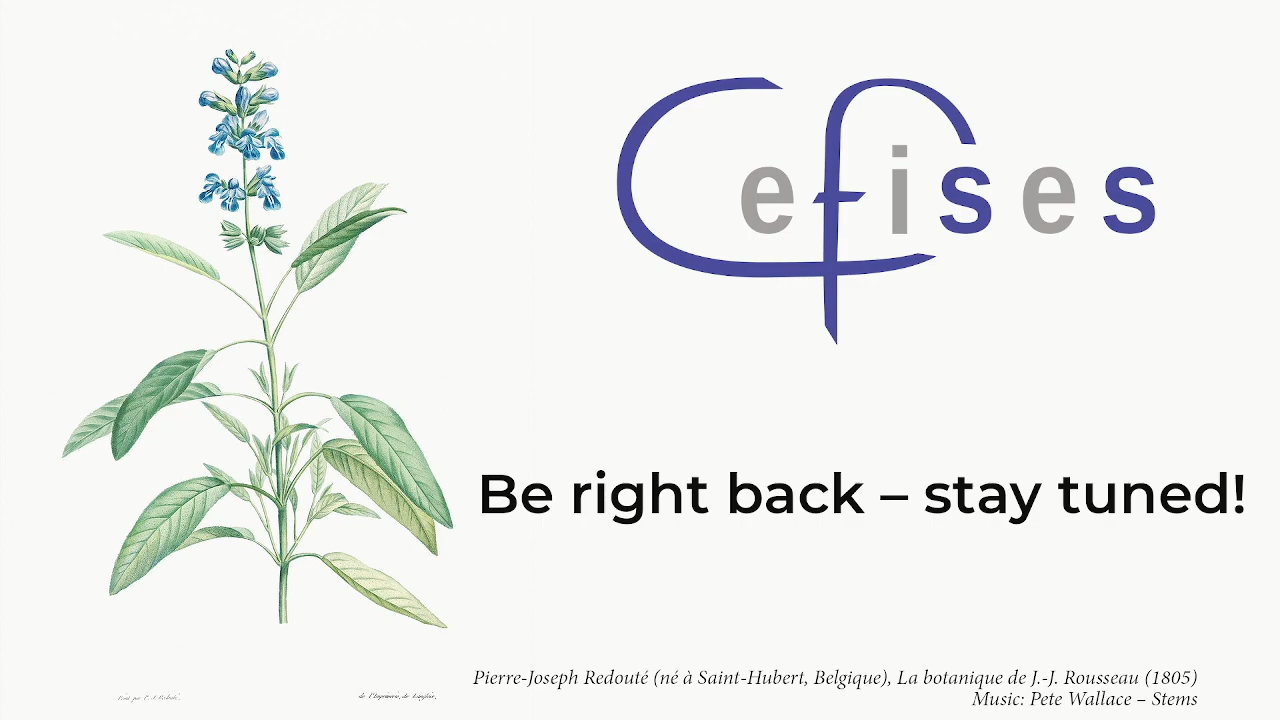 Cefises
Be right back – stay tuned!
Pierre-Joseph Redouté (né à Saint-Hubert, Belgique), La botanique de J.-J. Rousseau (1805)
Music: Pete Wallace – Stems